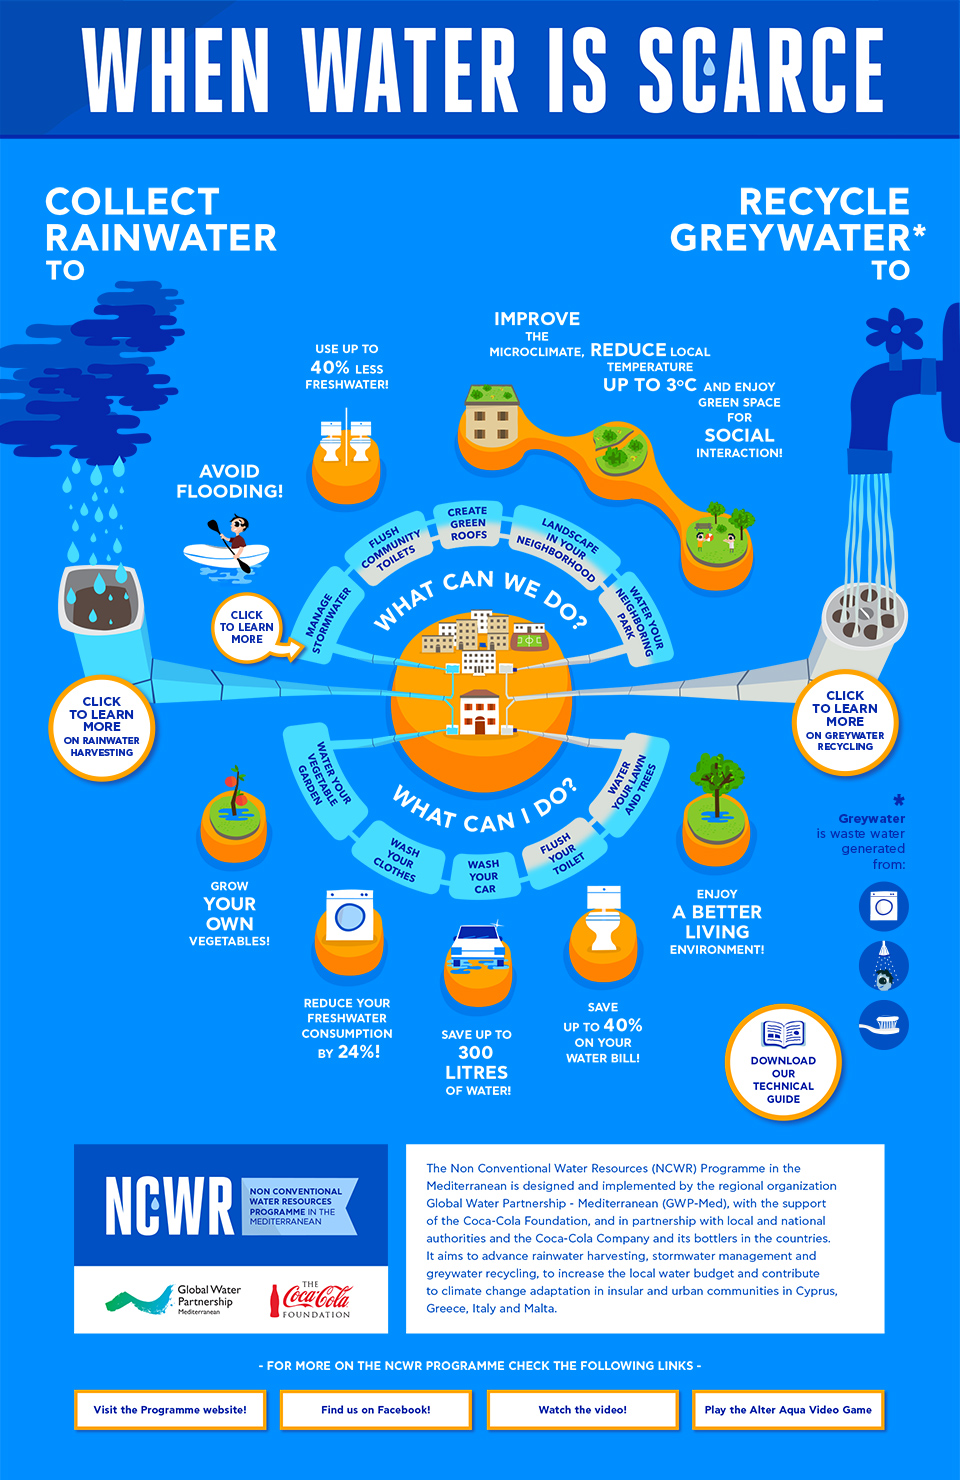 WHEN WATER IS SCARCE
COLLECT
RAINWATER
TO
RECYCLE
GREYWATER*
TO
USE UP TO
40% LESS
FRESHWATER!
IMPROVE
THE
MICROCLIMATE, REDUCE LOCAL
TEMPERATURE
UP TO 3°C AND ENJOY
GREEN SPACE
FOR
SOCIAL
INTERACTION!
AVOID
FLOODING!
MANAGE
STORMWATER
FLUSH
COMMUNITY
TOILETS
CREATE
GREEN
ROOFS
LANDSCAPE
IN YOUR
NEIGHBORHOOD
WATER YOUR
NEIGHBORING
PARK
WHAT CAN WE DO?
CLICK
TO LEARN
MORE
CLICK
TO LEARN
MORE
ON RAINWATER
HARVESTING
CLICK
TO LEARN
MORE
ON GREYWATER
RECYCLING
WHAT CAN I DO?
WATER YOUR
VEGETABLE
GARDEN
WASH
YOUR
CLOTHES
WASH
YOUR
CAR
FLUSH
YOUR
TOILET
WATER
YOUR LAWN
AND TREES
GROW
YOUR
OWN
VEGETABLES!
REDUCE YOUR
FRESHWATER
CONSUMPTION
BY 24%!
SAVE UP TO
300
LITRES
OF WATER!
SAVE
UP TO 40%
ON YOUR
WATER BILL!
ENJOY
A BETTER
LIVING
ENVIRONMENT!
*
Greywater
is waste water
generated
from:
DOWNLOAD
OUR
TECHNICAL
GUIDE
NCWR
NON CONVENTIONAL
WATER RESOURCES
PROGRAMME IN THE
MEDITERRANEAN
Global Water
Partnership
Mediterranean
THE
Coca-Cola
FOUNDATION
The Non Conventional Water Resources (NCWR) Programme in the
Mediterranean is designed and implemented by the regional organization
Global Water Partnership - Mediterranean (GWP-Med), with the support
of the Coca-Cola Foundation, and in partnership with local and national
authorities and the Coca-Cola Company and its bottlers in the countries.
It aims to advance rainwater harvesting, stormwater management and
greywater recycling, to increase the local water budget and contribute
to climate change adaptation in insular and urban communities in Cyprus,
Greece, Italy and Malta.
- FOR MORE ON THE NCWR PROGRAMME CHECK THE FOLLOWING LINKS -
Visit the Programme website!
Find us on Facebook!
Watch the video!
Play the Alter Aqua Video Game